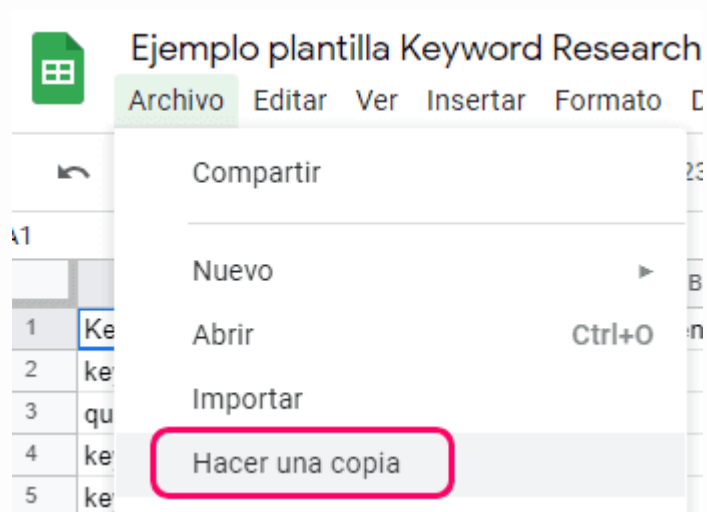 Ejemplo plantilla Keyword Research
Archivo Editar Ver Insertar Formato
Compartir
A1
Nuevo
B
1
Abrir Ctrl+O
2
Importar
3
4
Hacer una copia
5